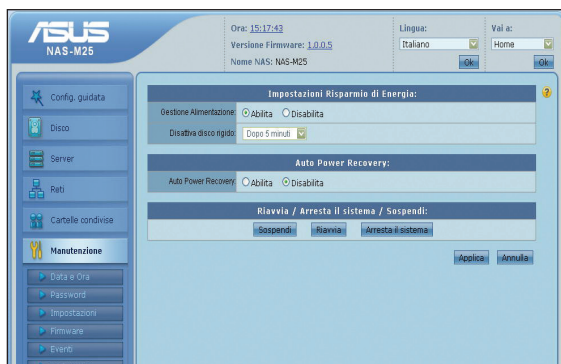 ASUS
NAS-M25
Ora: 15:17:43
Versione Firmware: 1.0.0.5
Nome NAS: NAS-M25
Lingua:
Italiano
Ok
Vai a:
Home
Ok
Config. guidata
Disco
Server
Reti
Cartelle condivise
Manutenzione
Data e Ora
Password
Impostazioni
Firmware
Eventi
Impostazioni Risparmio di Energia:
Gestione Alimentazione: Abilita Disabilita
Disattiva disco rigido: Dopo 5 minuti
Auto Power Recovery:
Auto Power Recovery: Abilita Disabilita
Riavvia / Arresta il sistema / Sospendi:
Sospendi Riavvia Arresta il sistema
Applica Annulla